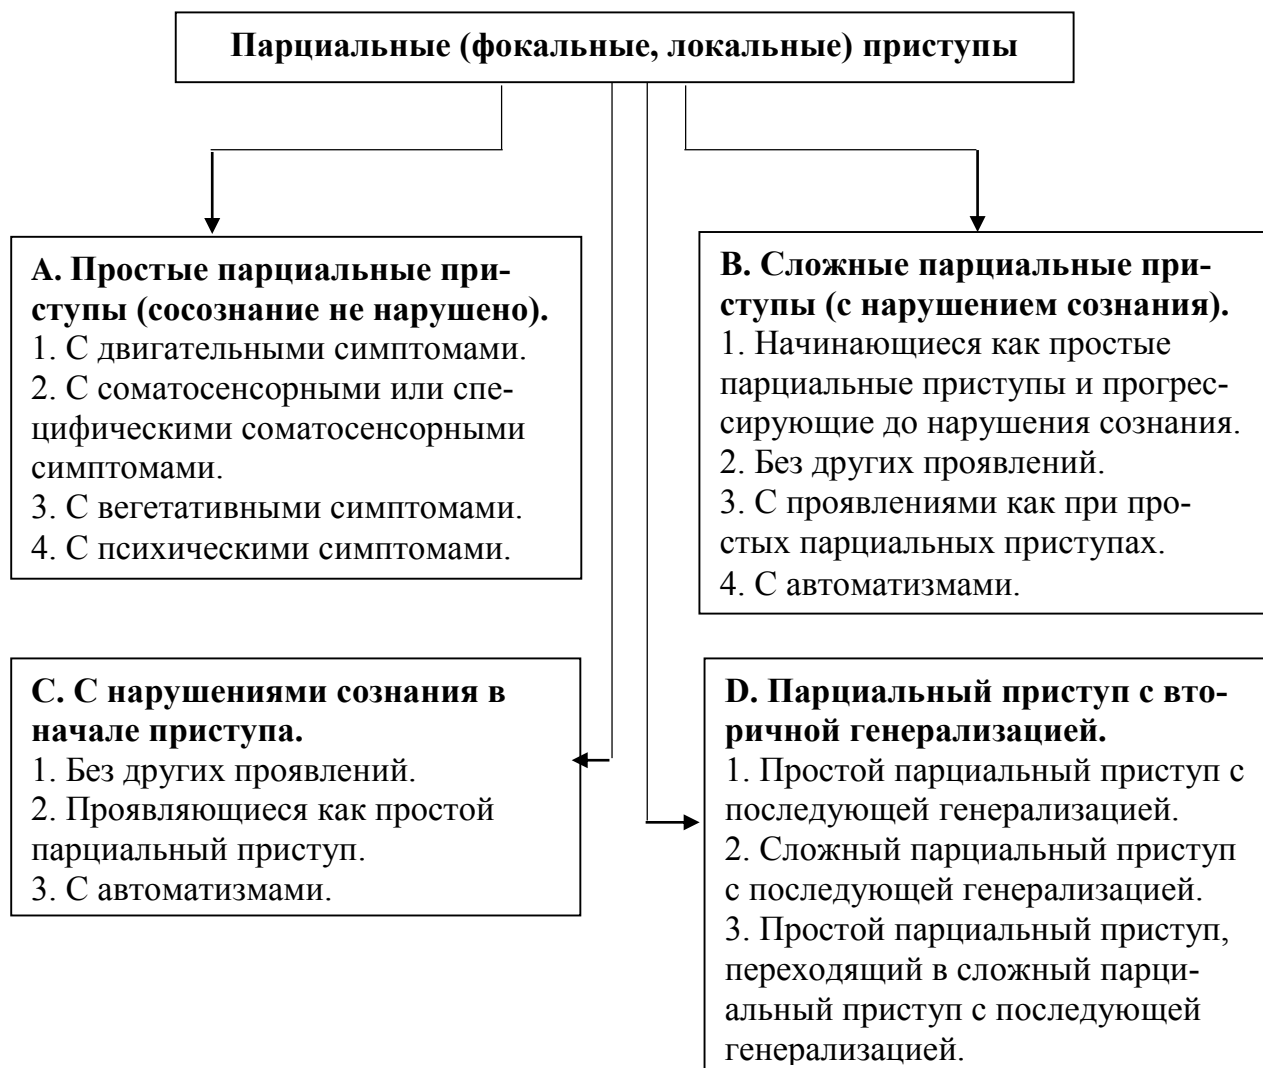 Парциальные (фокальные, локальные) приступы
А. Простые парциальные при-
ступы (сосознание не нарушено).
1. С двигательными симптомами.
2. С соматосенсорными или спе-
цифическими соматосенсорными
симптомами.
3. С вегетативными симптомами.
4. С психическими симптомами.
В. Сложные парциальные при-
ступы (с нарушением сознания).
1. Начинающиеся как простые
парциальные приступы и прогрес-
сирующие до нарушения сознания.
2. Без других проявлений.
3. С проявлениями как при про-
стых парциальных приступах.
4. С автоматизмами.
С. С нарушениями сознания в
начале приступа.
1. Без других проявлений.
2. Проявляющиеся как простой
парциальный приступ.
3. С автоматизмами.
D. Парциальный приступ с вто-
ричной генерализацией.
1. Простой парциальный приступ с
последующей генерализацией.
2. Сложный парциальный приступ
с последующей генерализацией.
3. Простой парциальный приступ,
переходящий в сложный парци-
альный приступ с последующей
генерализацией.